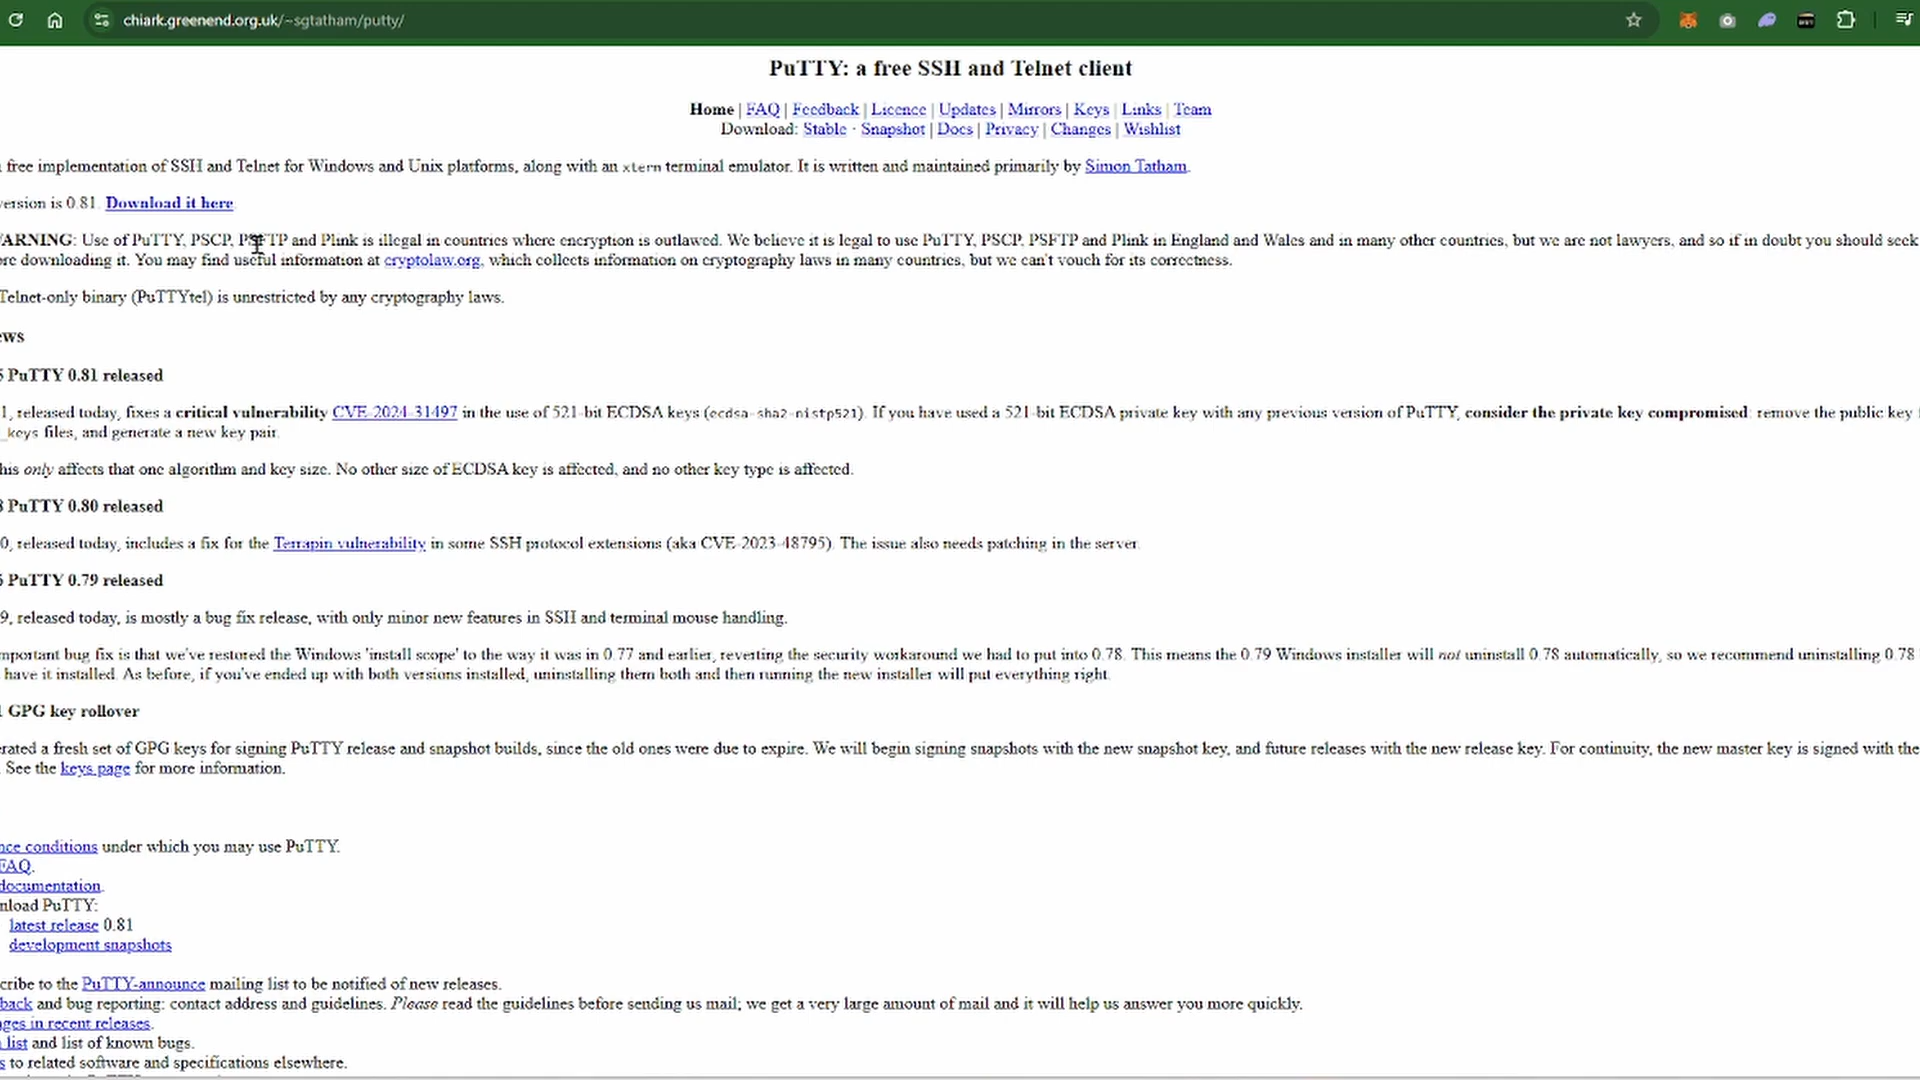 chiark.greenend.org.uk/~sgtatham/putty/
PuTTY: a free SSH and Telnet client
Home | FAQ | Feedback | Licence | Updates | Mirrors | Keys | Links | Team
Download: Stable · Snapshot | Docs | Privacy | Changes | Wishlist
free implementation of SSH and Telnet for Windows and Unix platforms, along with an xterm terminal emulator. It is written and maintained primarily by Simon Tatham.
version is 0.81. Download it here.
ARNING: Use of PuTTY, PSCP, PSFTP and Plink is illegal in countries where encryption is outlawed. We believe it is legal to use PuTTY, PSCP, PSFTP and Plink in England and Wales and in many other countries, but we are not lawyers, and so if in doubt you should seek
re downloading it. You may find useful information at cryptolaw.org, which collects information on cryptography laws in many countries, but we can't vouch for its correctness.
Telnet-only binary (PuTTYtel) is unrestricted by any cryptography laws.
ews
PuTTY 0.81 released
1, released today, fixes a critical vulnerability CVE-2024-31497 in the use of 521-bit ECDSA keys (ecdsa-sha2-nistp521). If you have used a 521-bit ECDSA private key with any previous version of PuTTY, consider the private key compromised: remove the public key
_keys files, and generate a new key pair.
his only affects that one algorithm and key size. No other size of ECDSA key is affected, and no other key type is affected.
PuTTY 0.80 released
0, released today, includes a fix for the Terrapin vulnerability in some SSH protocol extensions (aka CVE-2023-48795). The issue also needs patching in the server.
PuTTY 0.79 released
9, released today, is mostly a bug fix release, with only minor new features in SSH and terminal mouse handling.
mportant bug fix is that we've restored the Windows 'install scope' to the way it was in 0.77 and earlier, reverting the security workaround we had to put into 0.78. This means the 0.79 Windows installer will not uninstall 0.78 automatically, so we recommend uninstalling 0.78
have it installed. As before, if you've ended up with both versions installed, uninstalling them both and then running the new installer will put everything right.
GPG key rollover
erated a fresh set of GPG keys for signing PuTTY release and snapshot builds, since the old ones were due to expire. We will begin signing snapshots with the new snapshot key, and future releases with the new release key. For continuity, the new master key is signed with the
See the keys page for more information.
nce conditions under which you may use PuTTY.
FAQ.
documentation.
nload PuTTY:
latest release 0.81
development snapshots
cribe to the PuTTY-announce mailing list to be notified of new releases.
back and bug reporting: contact address and guidelines. Please read the guidelines before sending us mail; we get a very large amount of mail and it will help us answer you more quickly.
ges in recent releases.
list and list of known bugs.
s to related software and specifications elsewhere.